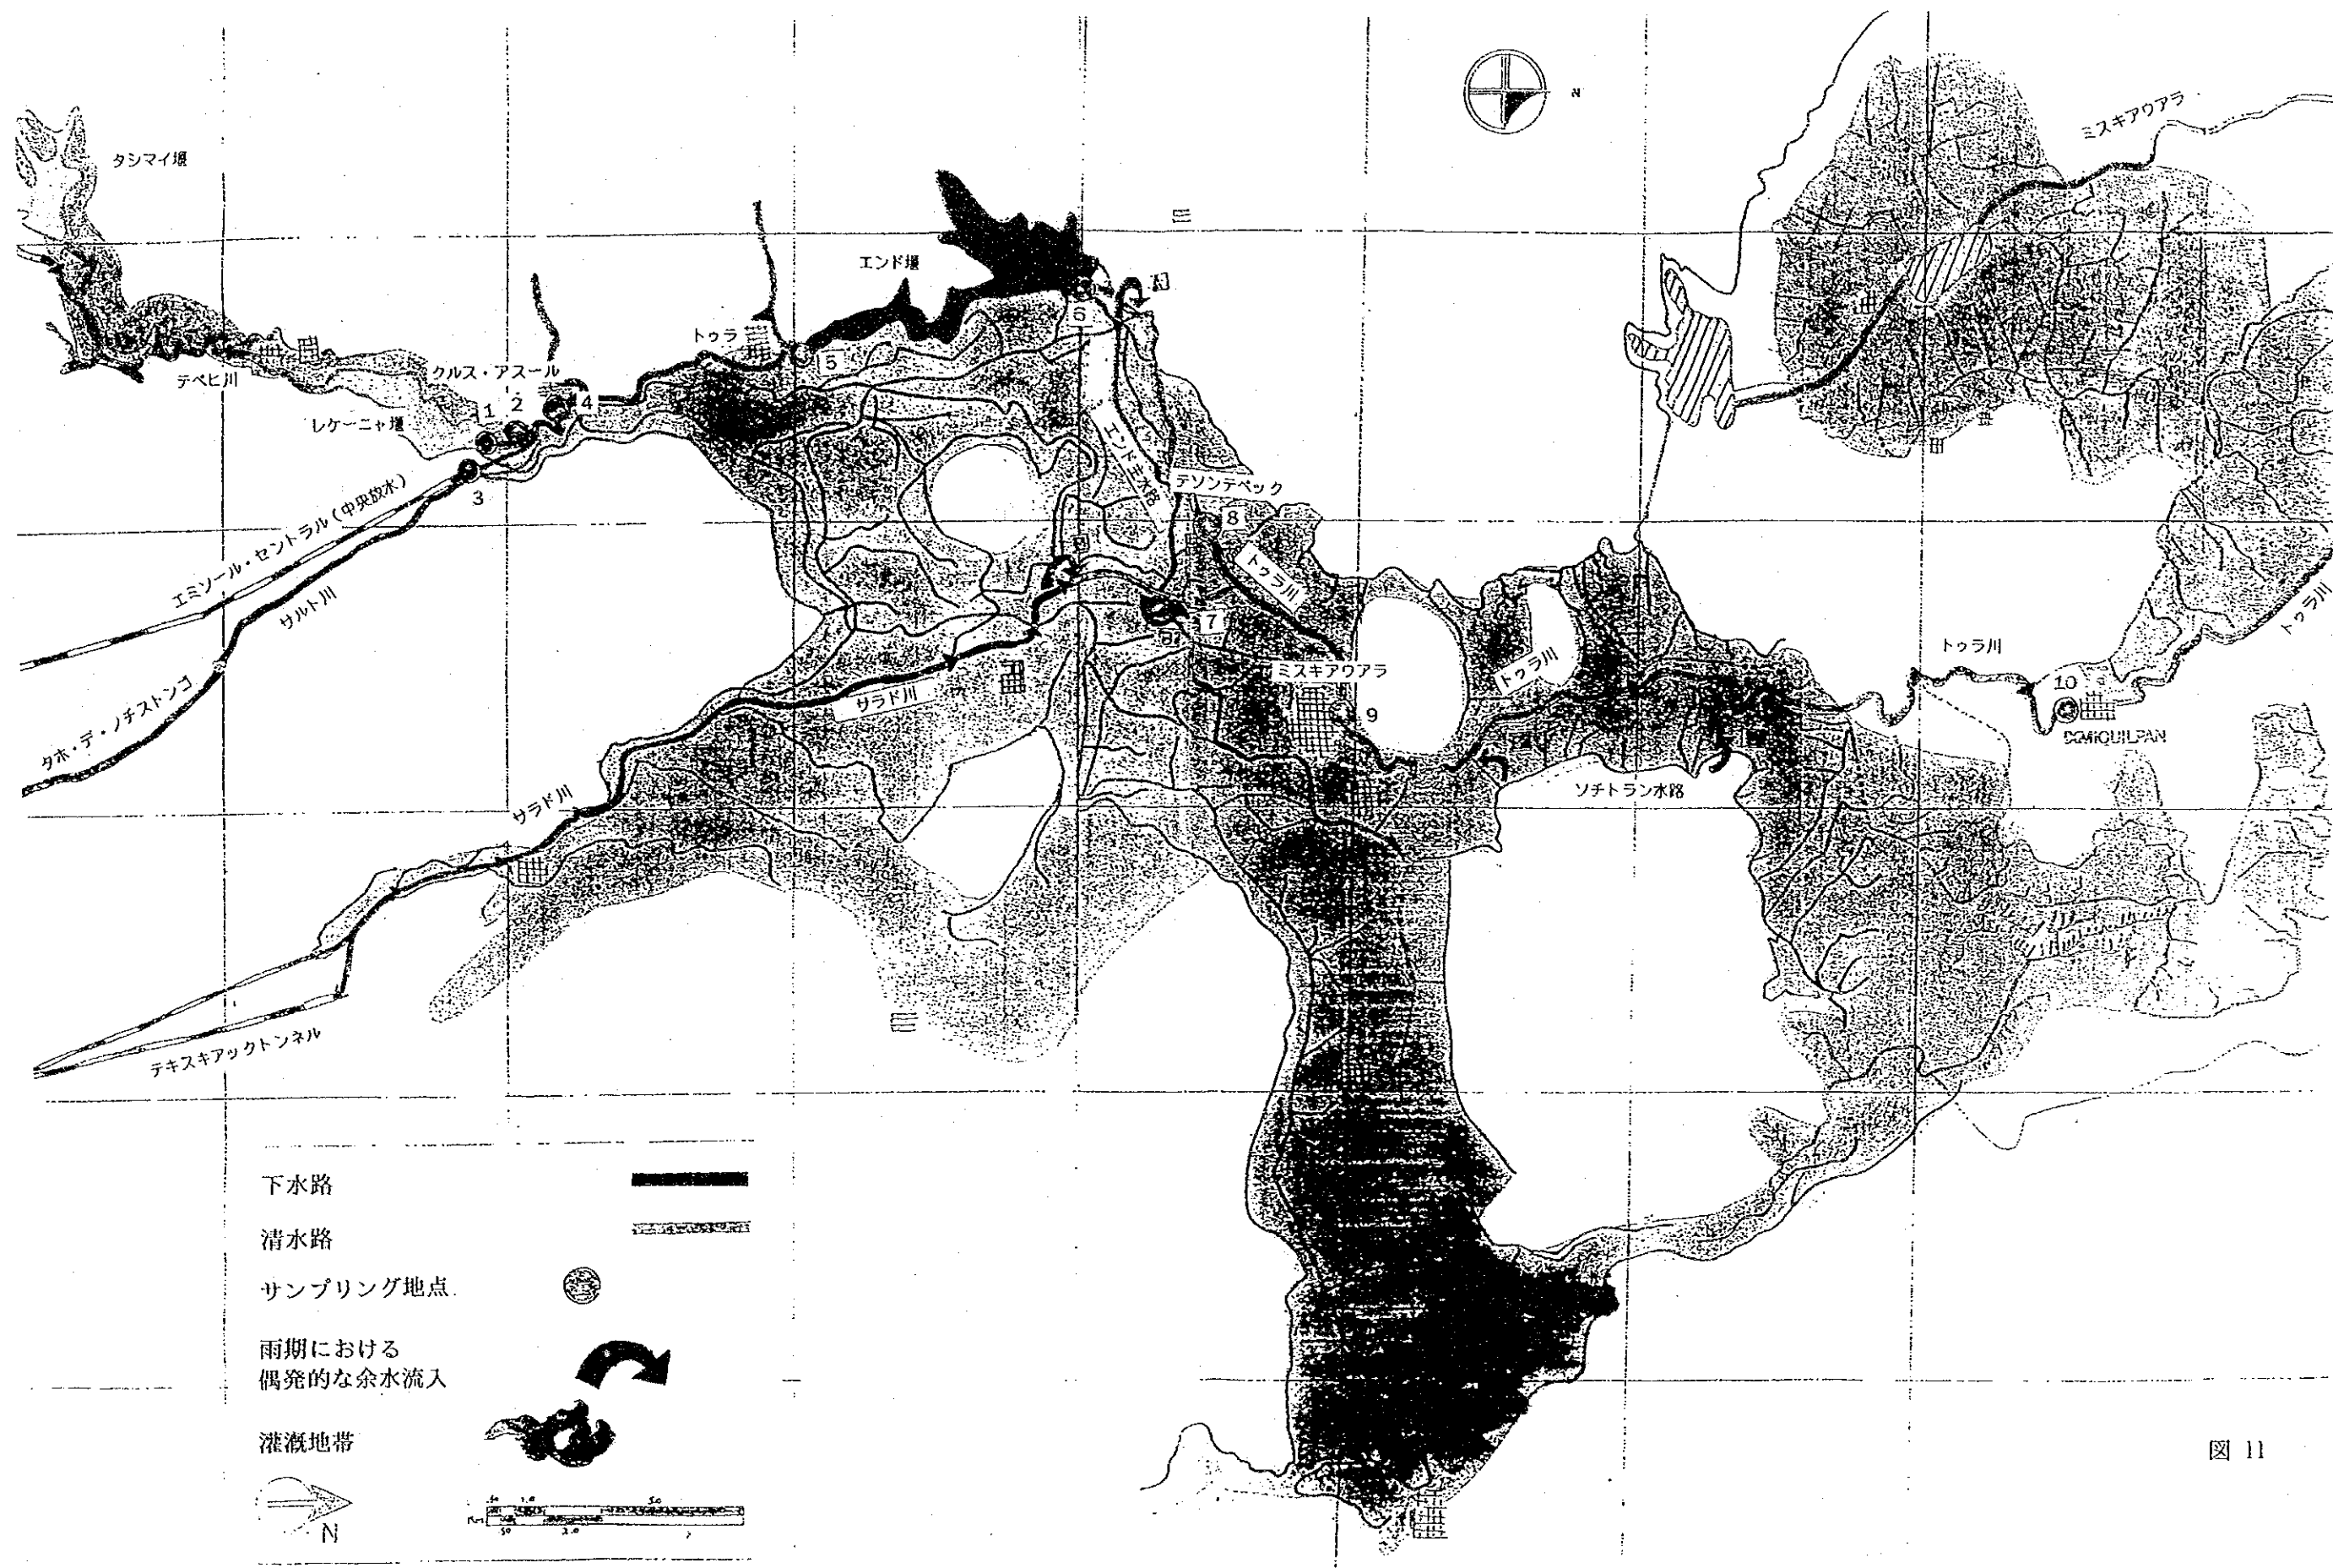 N
ミスキアウアラ
タシマイ堰
エンド堰
6
トゥラ
5
テペヒ川
クルス・アスール
1
2
4
レケーニャ堰
3
エンド主水路
テソンテペック
8
エミソール・セントラル(中央放水)
サルト川
トゥラ川
7
トゥラ川
トゥラ川
トゥラ川
ミスキアウアラ
9
10
IXMIQUILPAN
サラド川
タホ・デ・ノチストンゴ
ソチトラン水路
サラド川
テキスキアックトンネル
下水路
清水路
サンプリング地点
雨期における
偶発的な余水流入
灌漑地帯
N
図 11